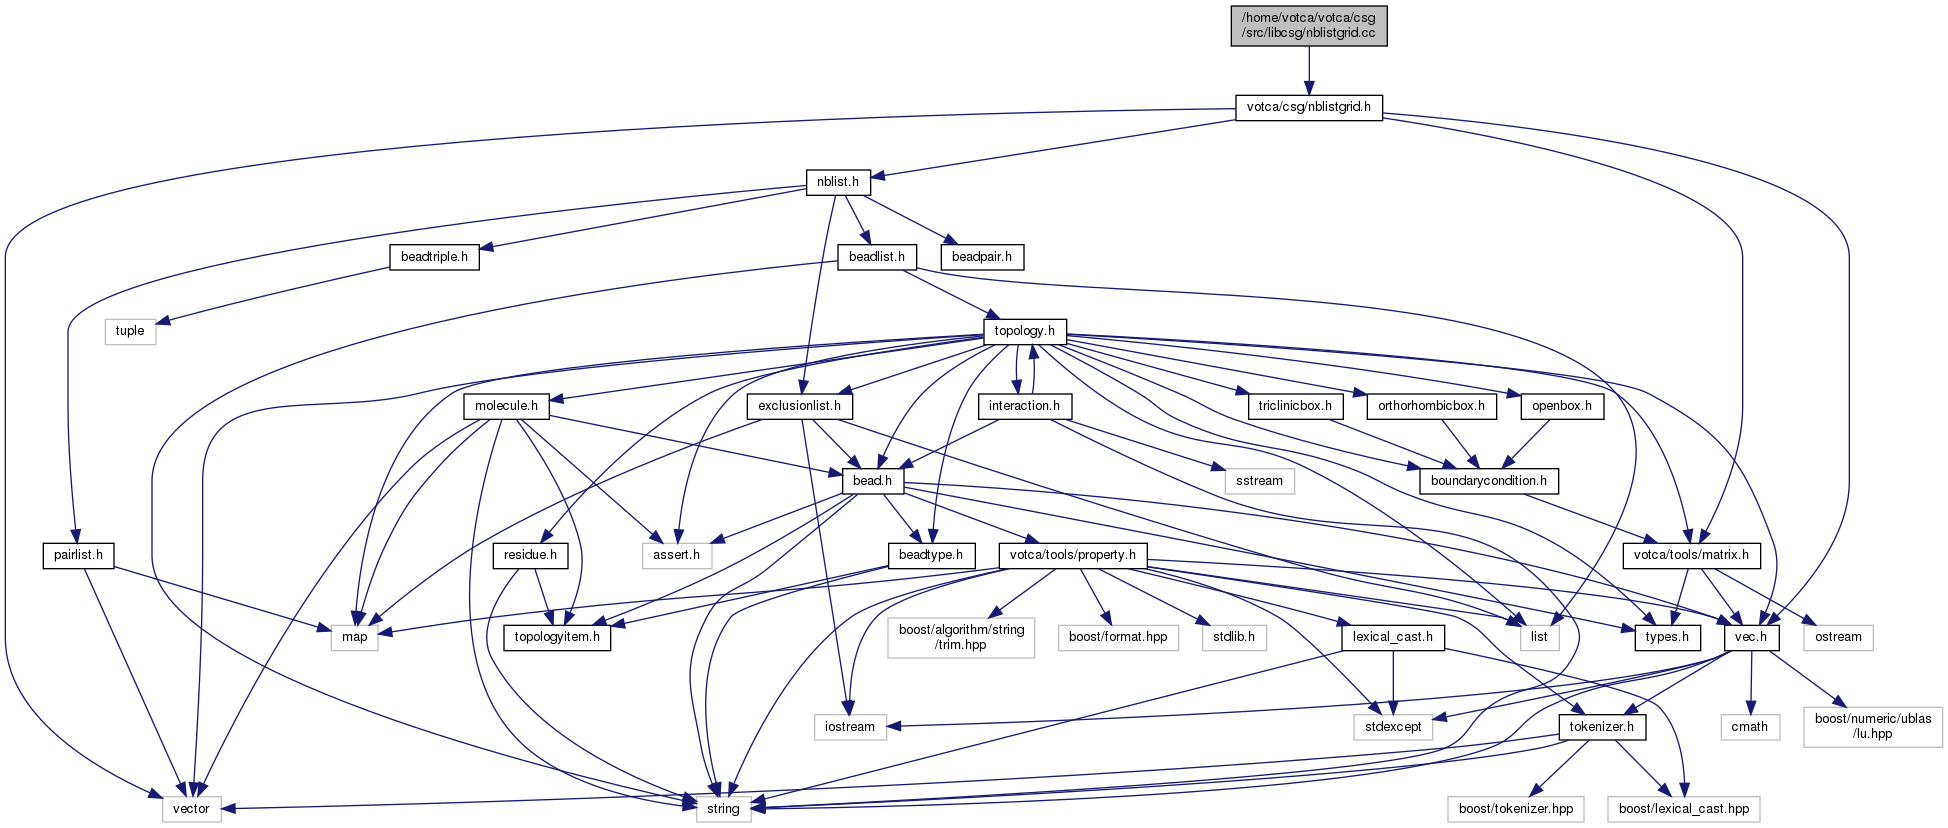 /home/votca/votca/csg
/src/libcsg/nblistgrid.cc
votca/csg/nblistgrid.h
nblist.h
beadtriple.h
beadlist.h
beadpair.h
tuple
topology.h
molecule.h
exclusionlist.h
interaction.h
triclinicbox.h
orthorhombicbox.h
openbox.h
bead.h
sstream
boundarycondition.h
pairlist.h
residue.h
assert.h
beadtype.h
votca/tools/property.h
votca/tools/matrix.h
map
topologyitem.h
boost/algorithm/string
/trim.hpp
boost/format.hpp
stdlib.h
lexical_cast.h
list
types.h
vec.h
ostream
iostream
stdexcept
tokenizer.h
cmath
boost/numeric/ublas
/lu.hpp
vector
string
boost/tokenizer.hpp
boost/lexical_cast.hpp